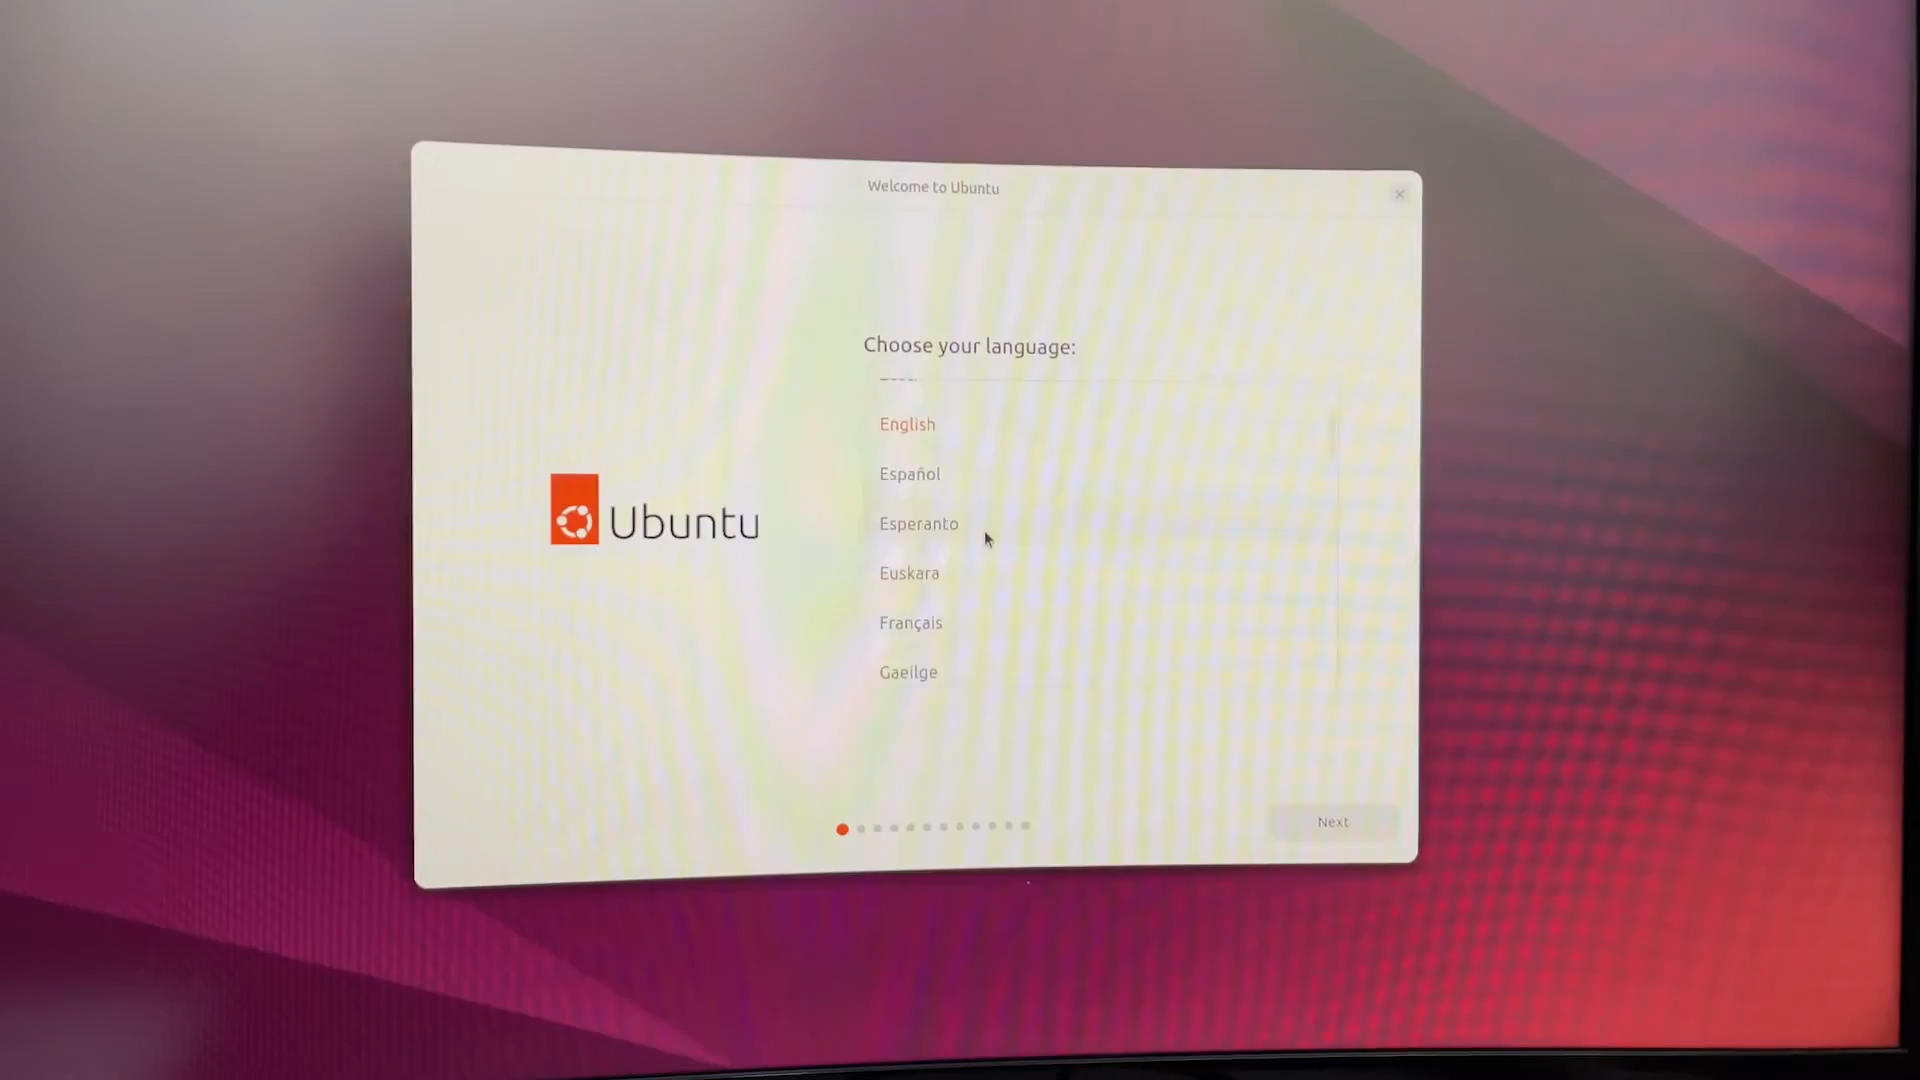 Welcome to Ubuntu
Choose your language:
English
Español
Esperanto
Euskara
Français
Gaeilge
Ubuntu
Next